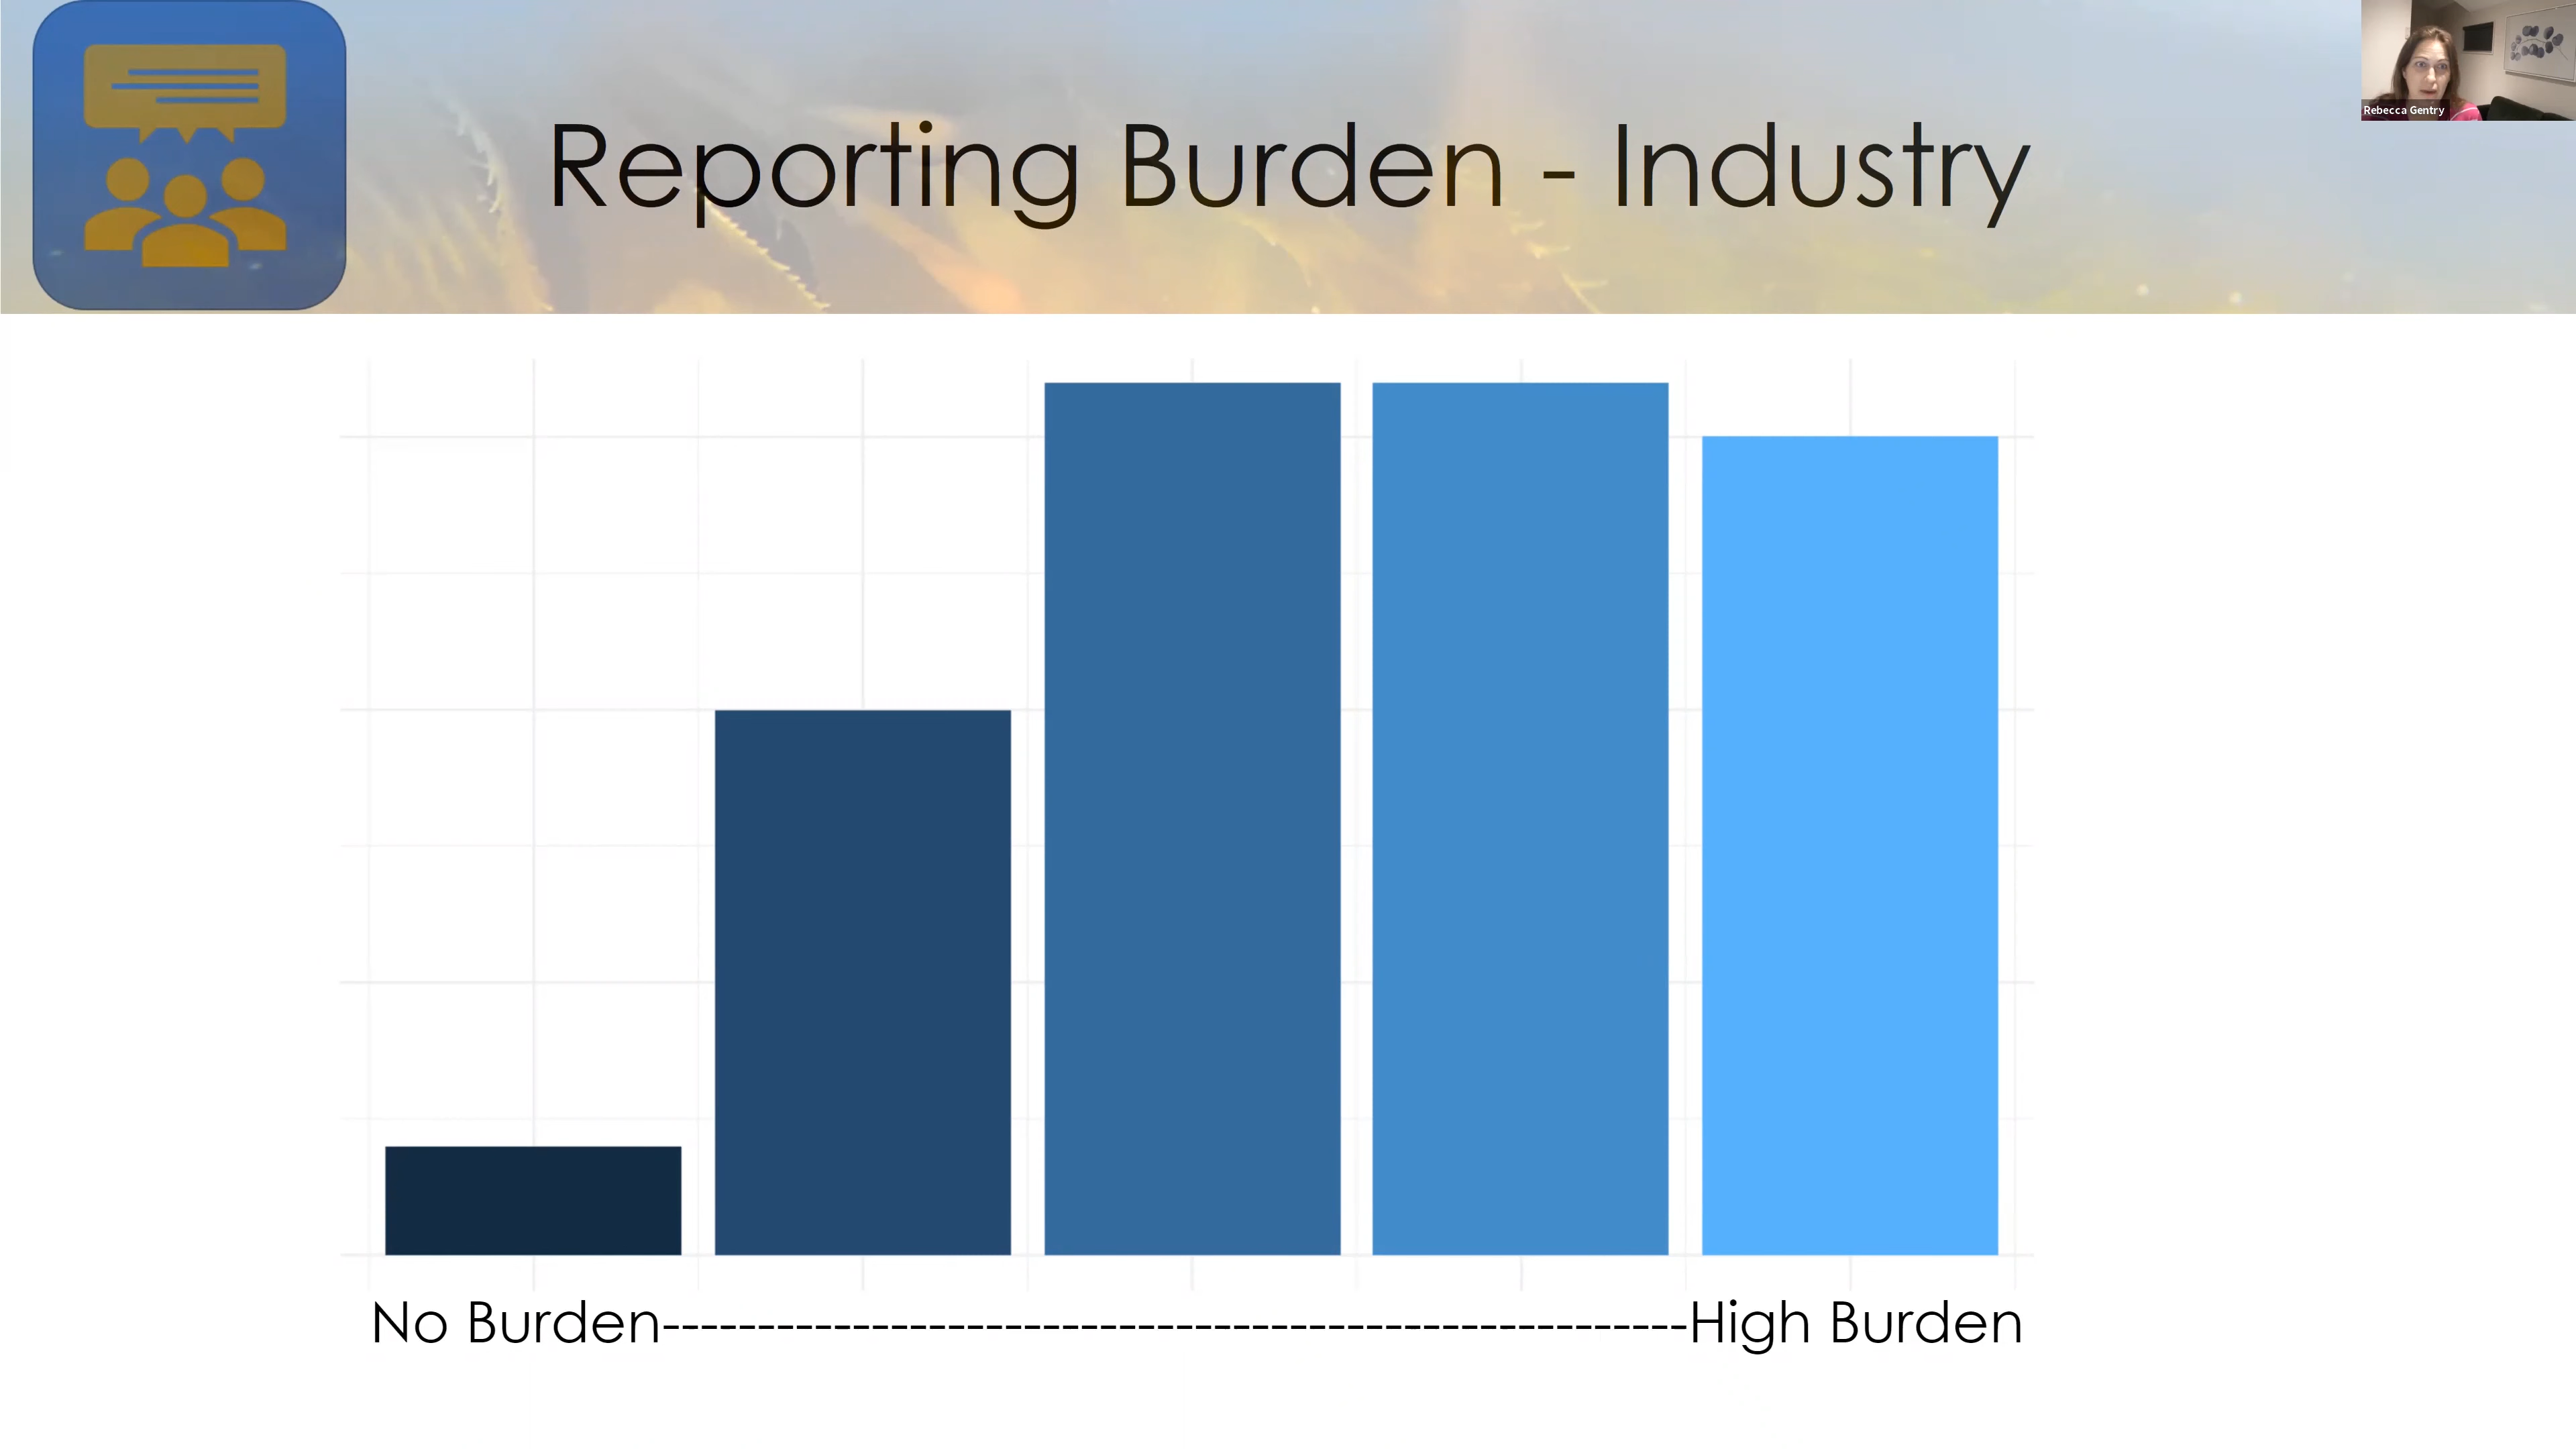 Rebecca Gentry
Reporting Burden - Industry
No Burden------------------------------------------------------High Burden